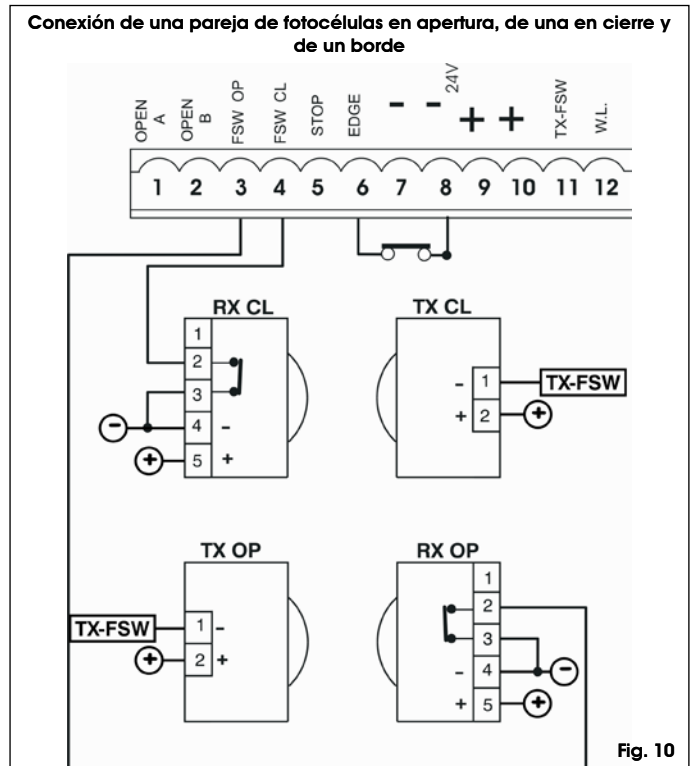 Conexión de una pareja de fotocélulas en apertura, de una en cierre y
de un borde
OPEN A
OPEN B
FSW OP
FSW CL
STOP
EDGE
- -
24V
+ +
TX-FSW
W.L.
1 2 3 4 5 6 7 8 9 10 11 12
RX CL
1
2
3
- 4 -
+ 5 +
TX CL
- 1 TX-FSW
+ 2 +
TX OP
TX-FSW 1 -
+ 2 +
RX OP
1
2
3
- 4 -
+ 5 +
Fig. 10